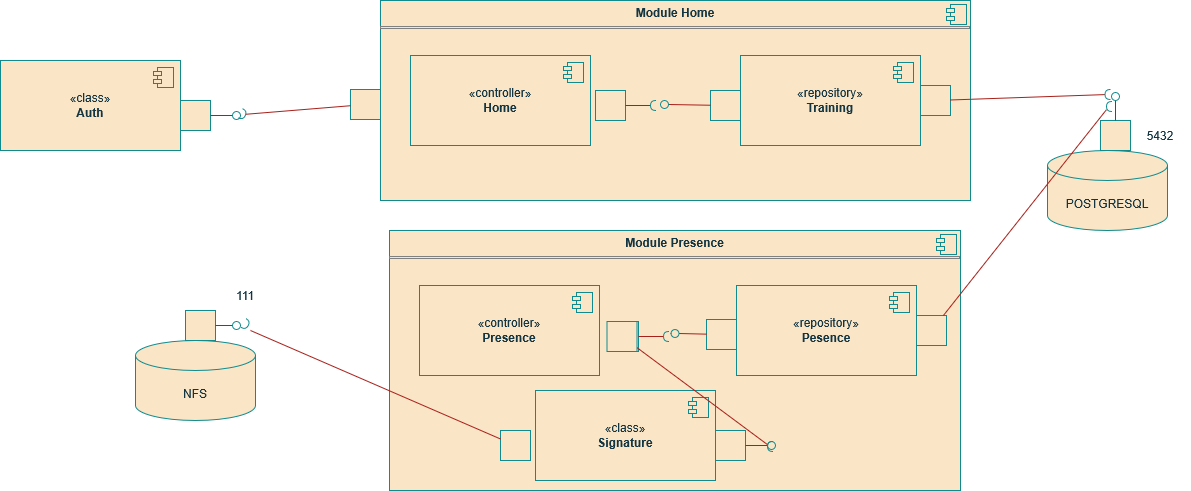 Module Home
«class»
Auth
«controller»
Home
«repository»
Training
5432
POSTGRESQL
Module Presence
111
NFS
«controller»
Presence
«repository»
Pesence
«class»
Signature